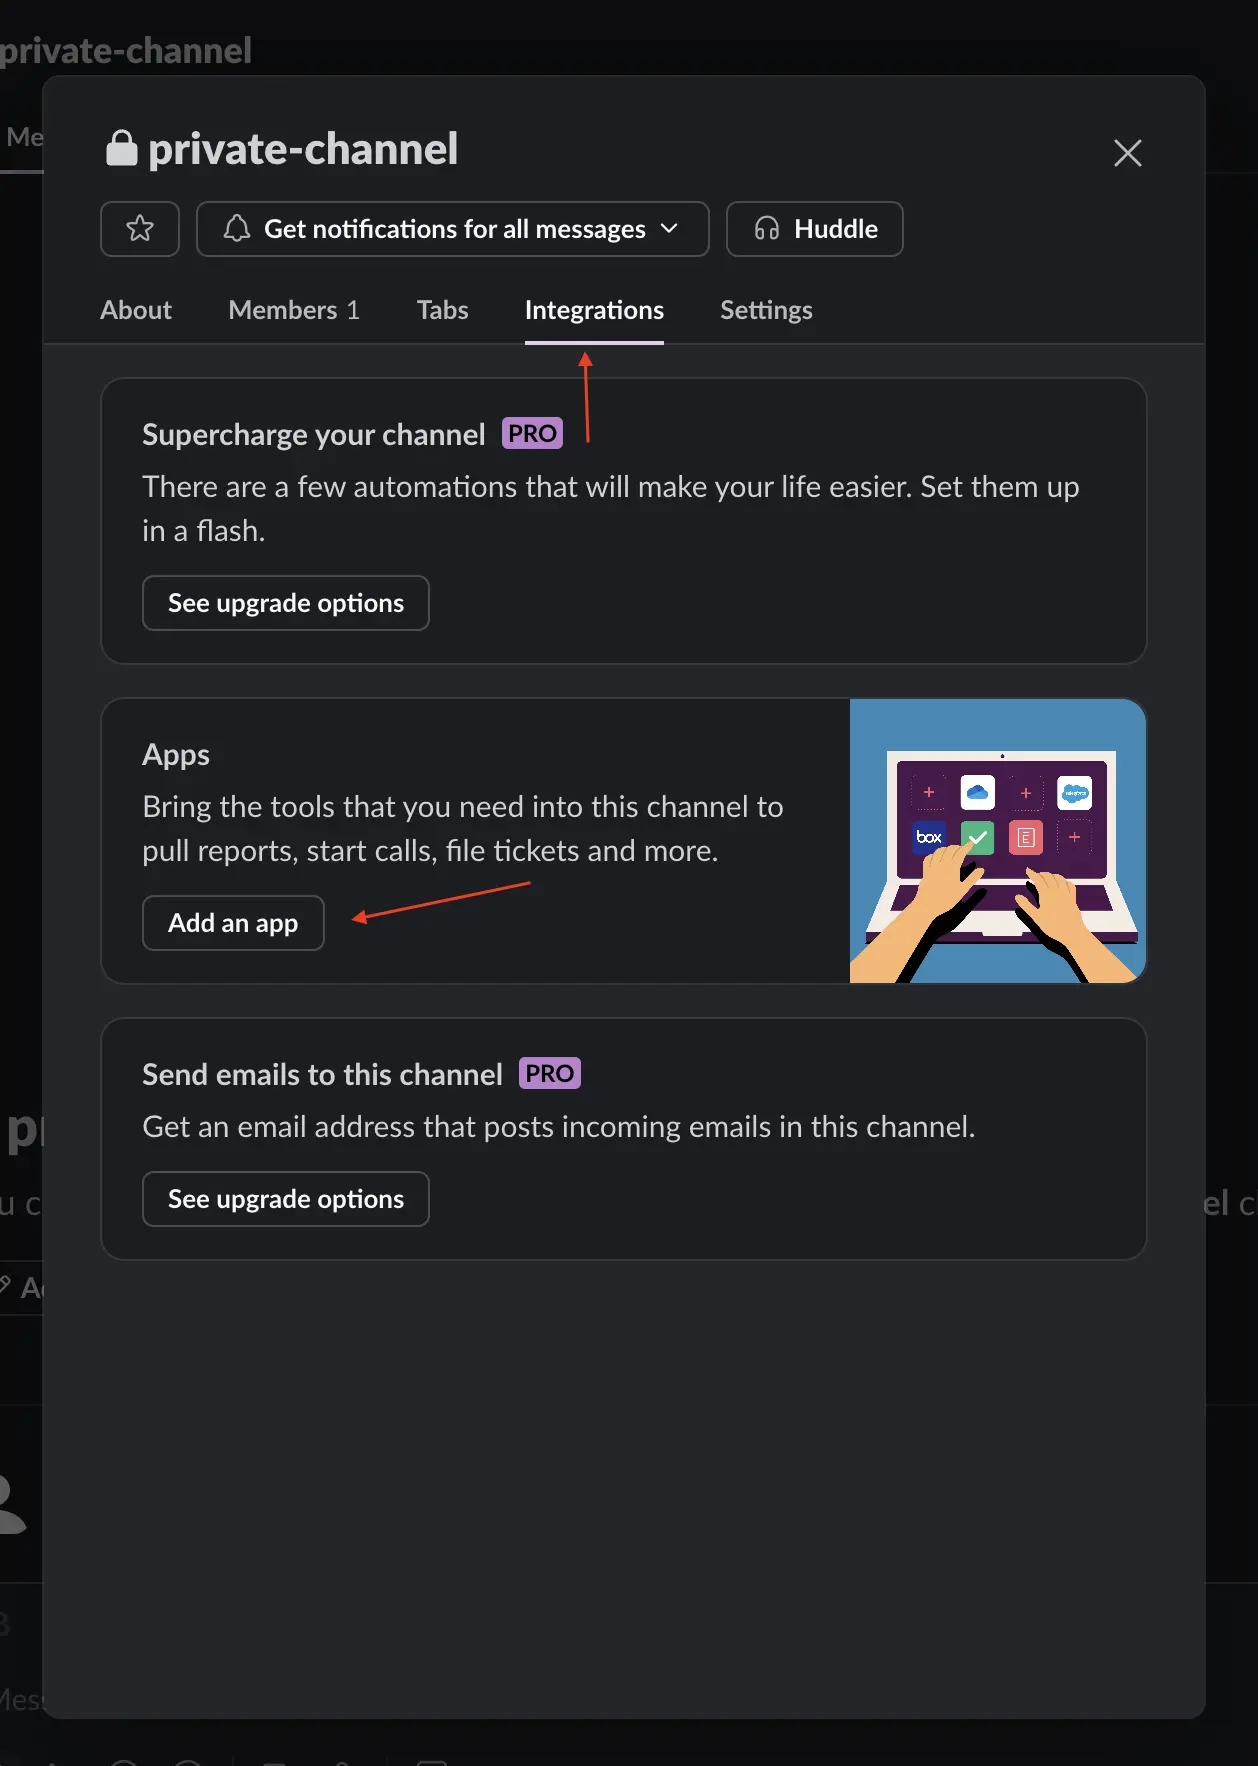 private-channel
Me
private-channel
Get notifications for all messages
Huddle
About
Members 1
Tabs
Integrations
Settings
Supercharge your channel PRO
There are a few automations that will make your life easier. Set them up
in a flash.
See upgrade options
Apps
Bring the tools that you need into this channel to
pull reports, start calls, file tickets and more.
Add an app
salesforce
box
E
Send emails to this channel PRO
Get an email address that posts incoming emails in this channel.
See upgrade options